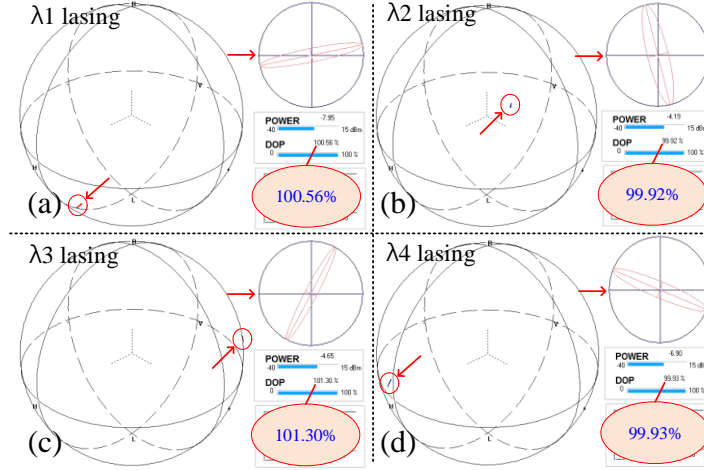 λ1 lasing
R
Y
H
L
(a)
POWER
-7.95
-40
15 dBm
DOP
100.56 %
0
100 %
100.56%
λ2 lasing
R
Y
H
L
(b)
POWER
-4.19
-40
15 dBm
DOP
99.92 %
0
100 %
99.92%
λ3 lasing
R
H
L
(c)
POWER
-4.65
-40
15 dBm
DOP
101.30 %
0
100 %
101.30%
λ4 lasing
R
H
L
(d)
POWER
-6.90
-40
15 dBm
DOP
99.93 %
0
100 %
99.93%